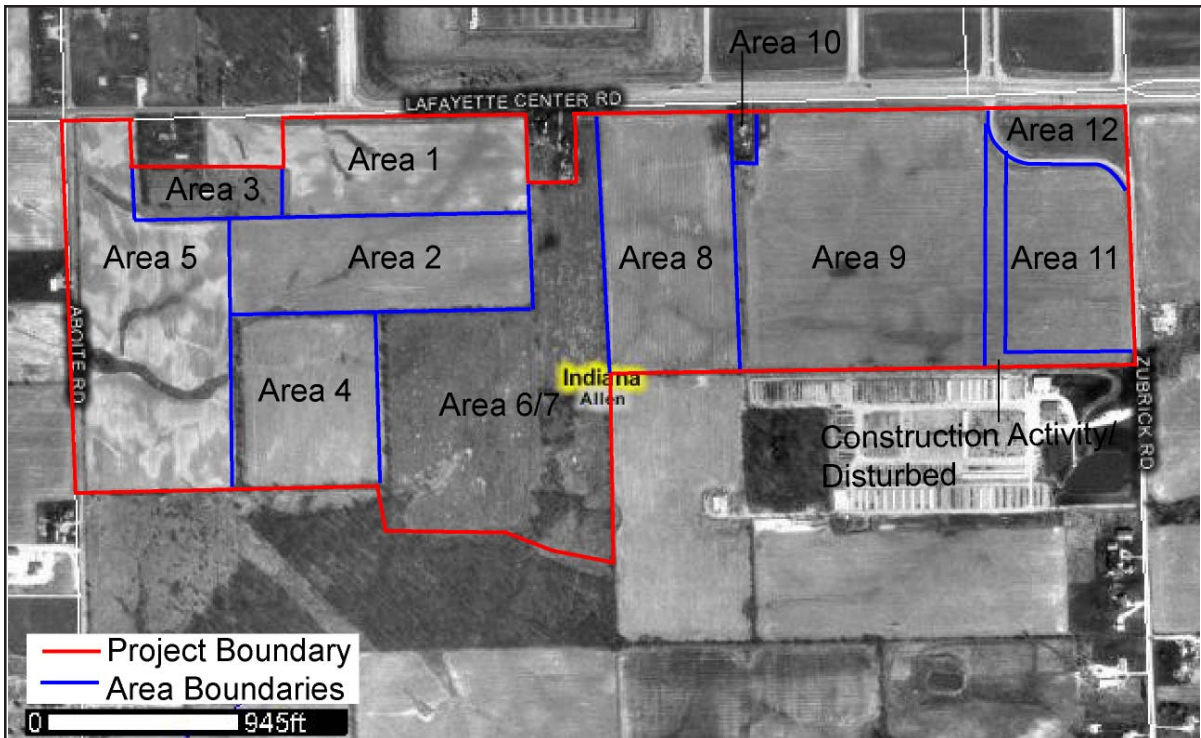 Area 10
LAFAYETTE CENTER RD
Area 12
Area 1
Area 3
Area 5
Area 2
Area 8
Area 9
Area 11
ABOITE RD
Area 4
Area 6/7
Indiana
Allen
ZUBRICK RD
Construction Activity/
Disturbed
Project Boundary
Area Boundaries
0 945ft